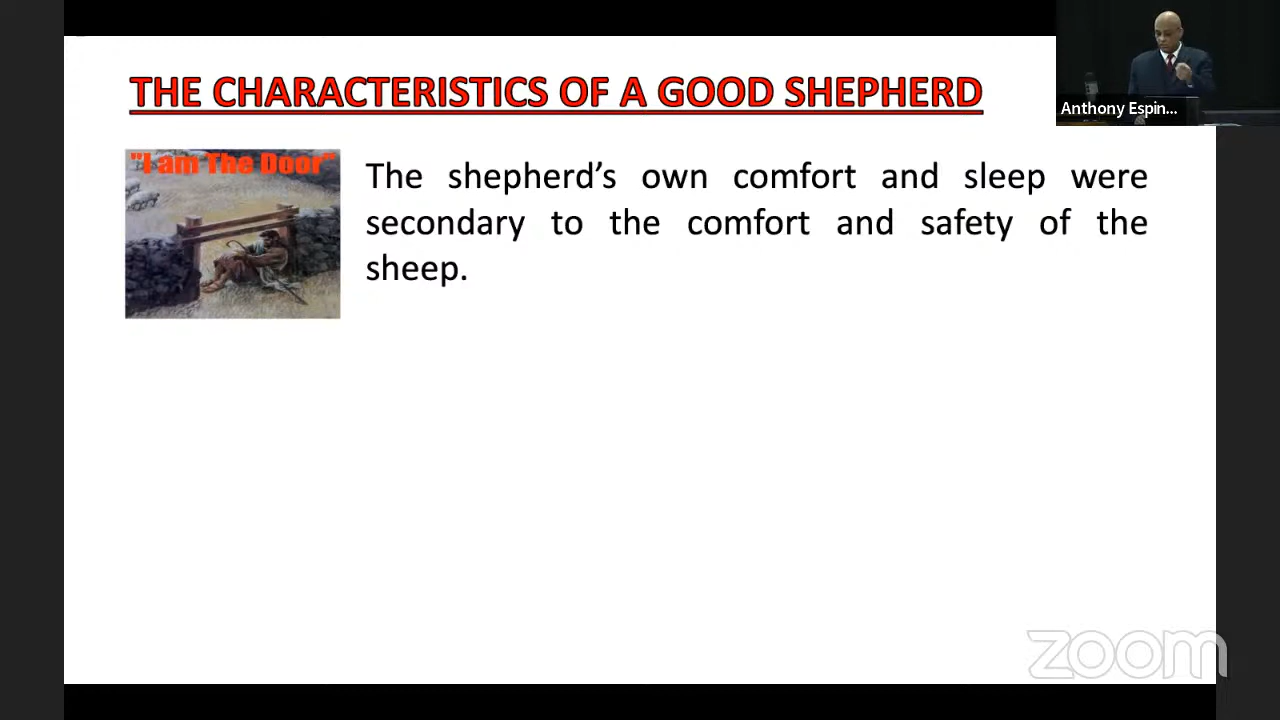 THE CHARACTERISTICS OF A GOOD SHEPHERD
Anthony Espin...
"I am The Door"
The shepherd’s own comfort and sleep were
secondary to the comfort and safety of the
sheep.
zoom